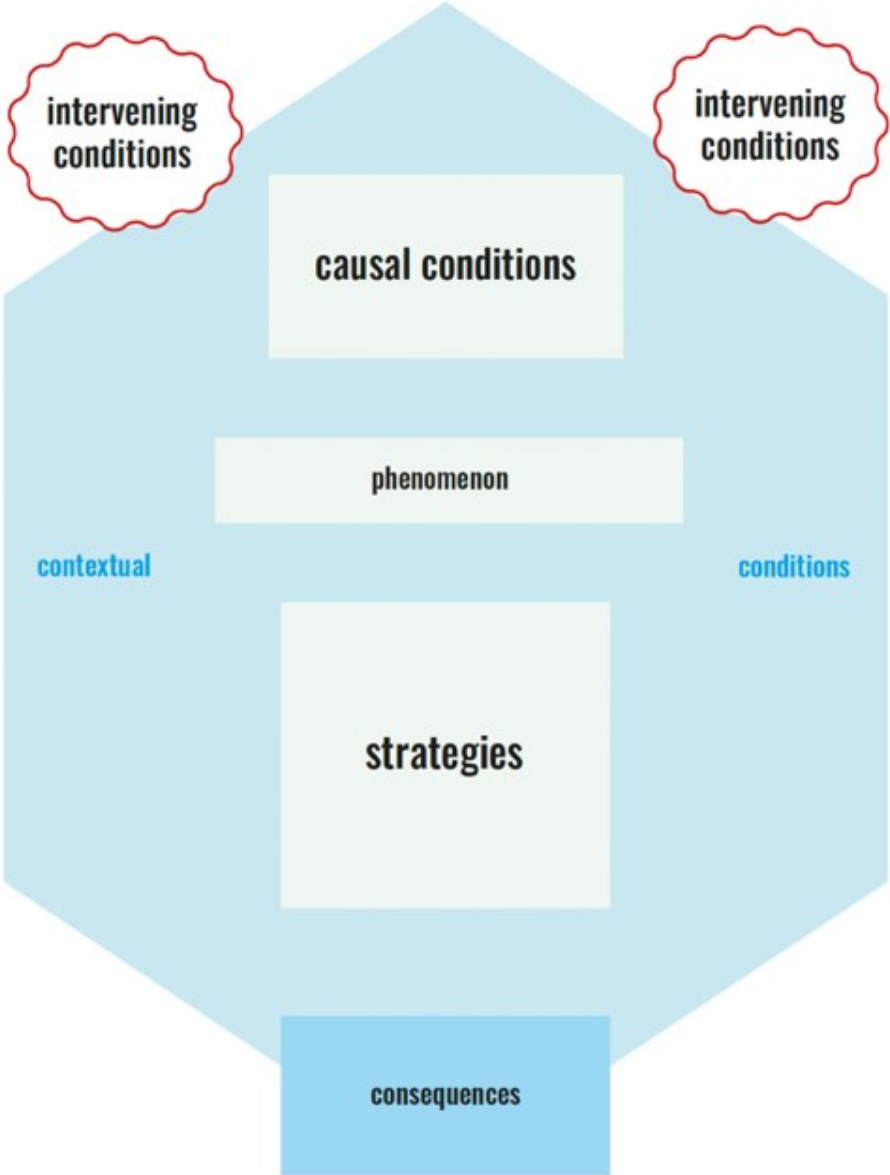 intervening
conditions
intervening
conditions
causal conditions
phenomenon
contextual
conditions
strategies
consequences